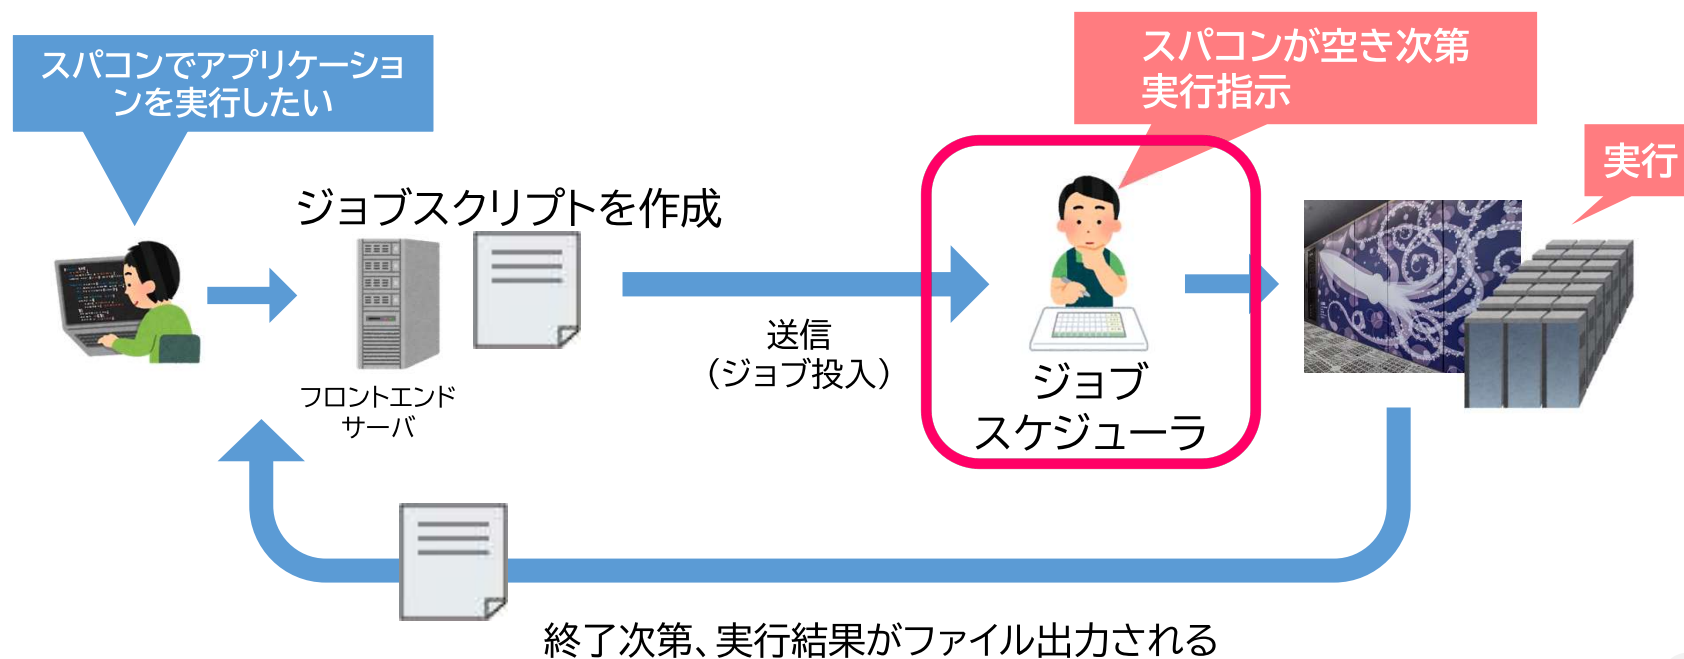 スパコンでアプリケーショ
ンを実行したい
スパコンが空き次第
実行指示
実行
ジョブスクリプトを作成
フロントエンド
サーバ
送信
（ジョブ投入）
ジョブ
スケジューラ
終了次第、実行結果がファイル出力される